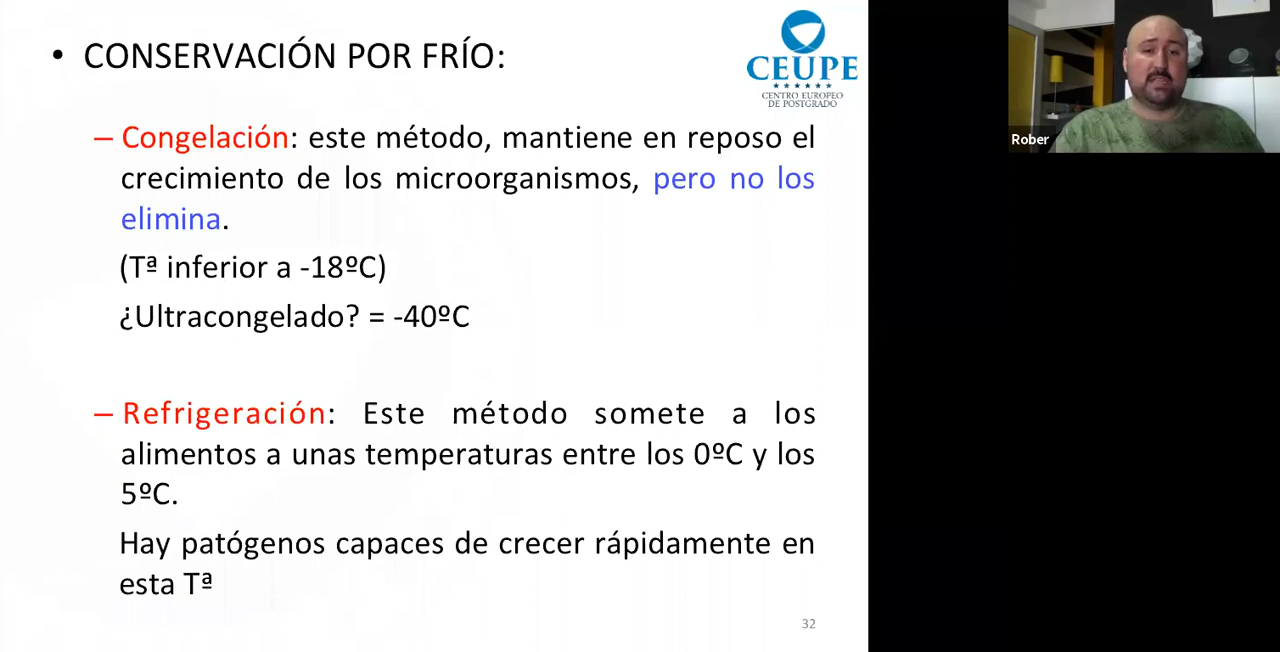 • CONSERVACIÓN POR FRÍO:
CEUPE
CENTRO EUROPEO
DE POSTGRADO
– Congelación: este método, mantiene en reposo el
crecimiento de los microorganismos, pero no los
elimina.
(Tª inferior a -18ºC)
¿Ultracongelado? = -40ºC
– Refrigeración: Este método somete a los
alimentos a unas temperaturas entre los 0ºC y los
5ºC.
Hay patógenos capaces de crecer rápidamente en
esta Tª
32
Rober